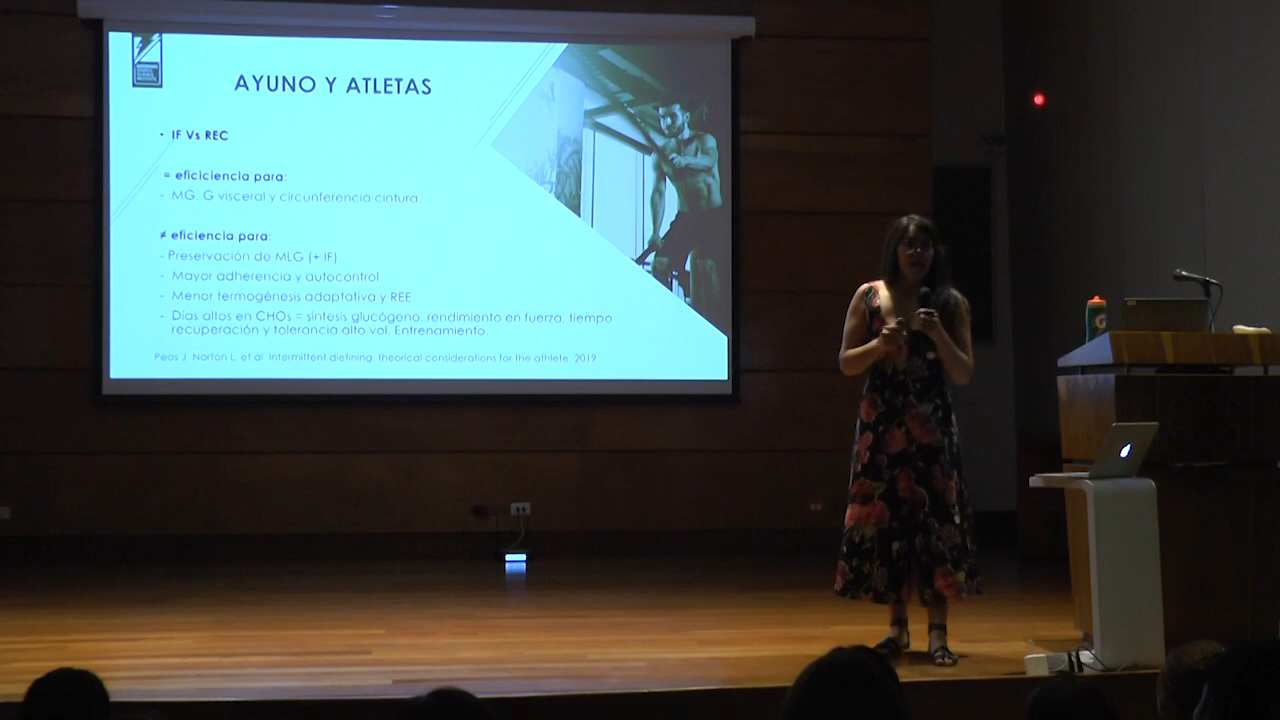 AYUNO Y ATLETAS
• IF Vs REC
= eficiciencia para:
- MG, G visceral y circunferencia cintura
≠ eficiencia para:
- Preservación de MLG (+ IF)
- Mayor adherencia y autocontrol
- Menor termogénesis adaptativa y REE
- Días altos en CHOs = síntesis glucógeno, rendimiento en fuerza, tiempo
recuperación y tolerancia alto vol. Entrenamiento.
Peos J, Norton L, et al. Intermittent dietining: theorical considerations for the athlete. 2019